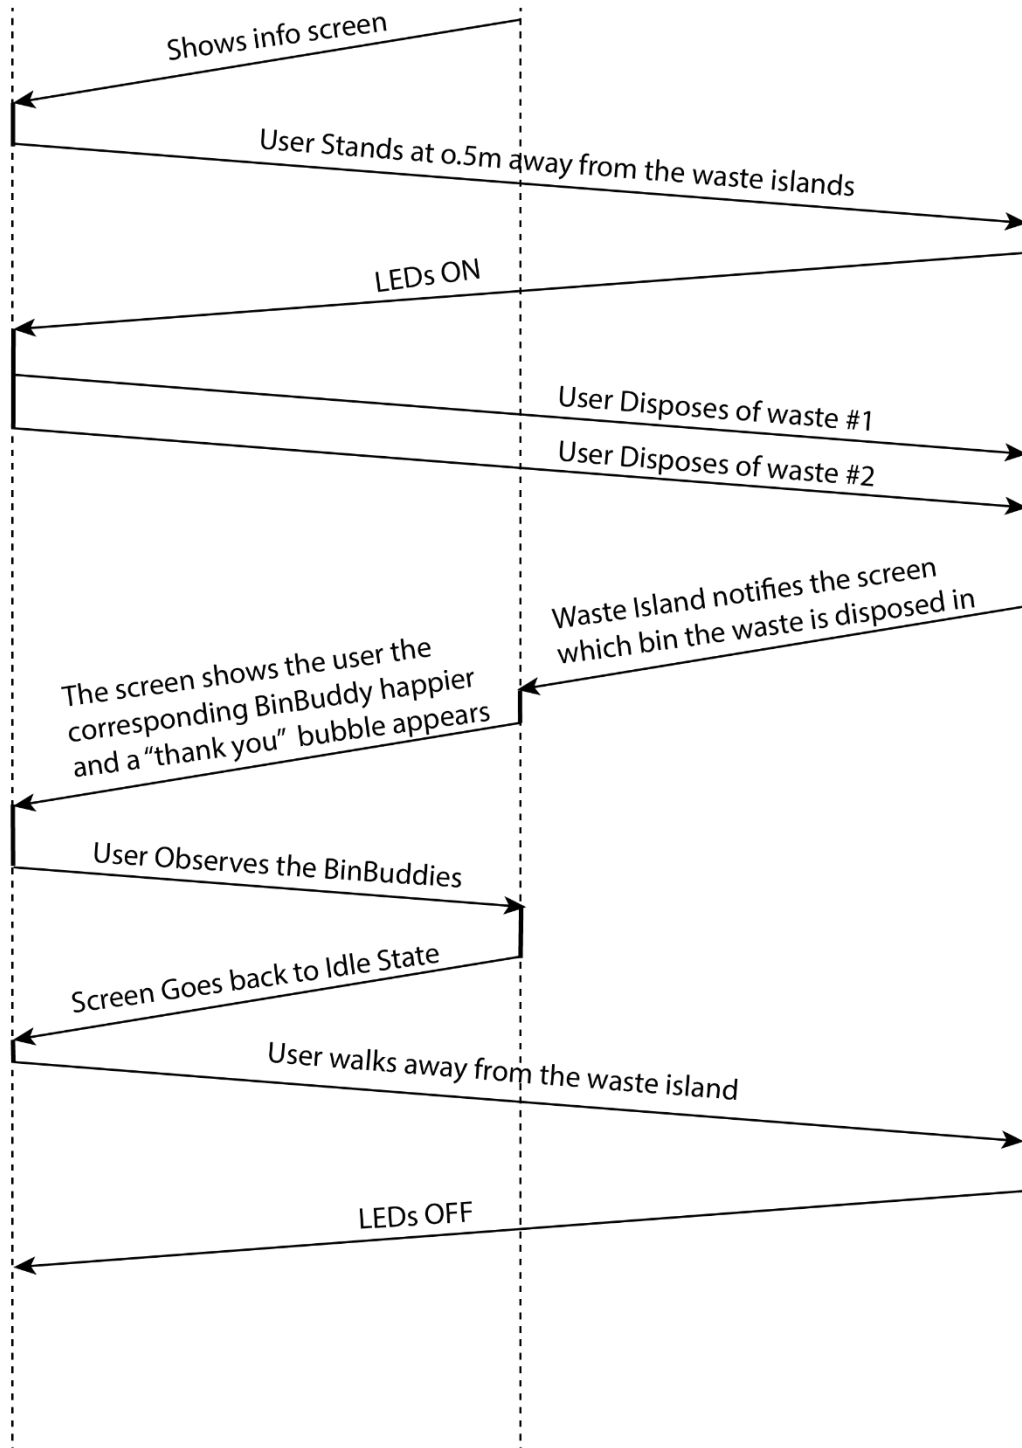 Shows info screen
User Stands at 0.5m away from the waste islands
LEDs ON
User Disposes of waste #1
User Disposes of waste #2
Waste Island notifies the screen
which bin the waste is disposed in
The screen shows the user the
corresponding BinBuddy happier
and a “thank you” bubble appears
User Observes the BinBuddies
Screen Goes back to Idle State
User walks away from the waste island
LEDs OFF